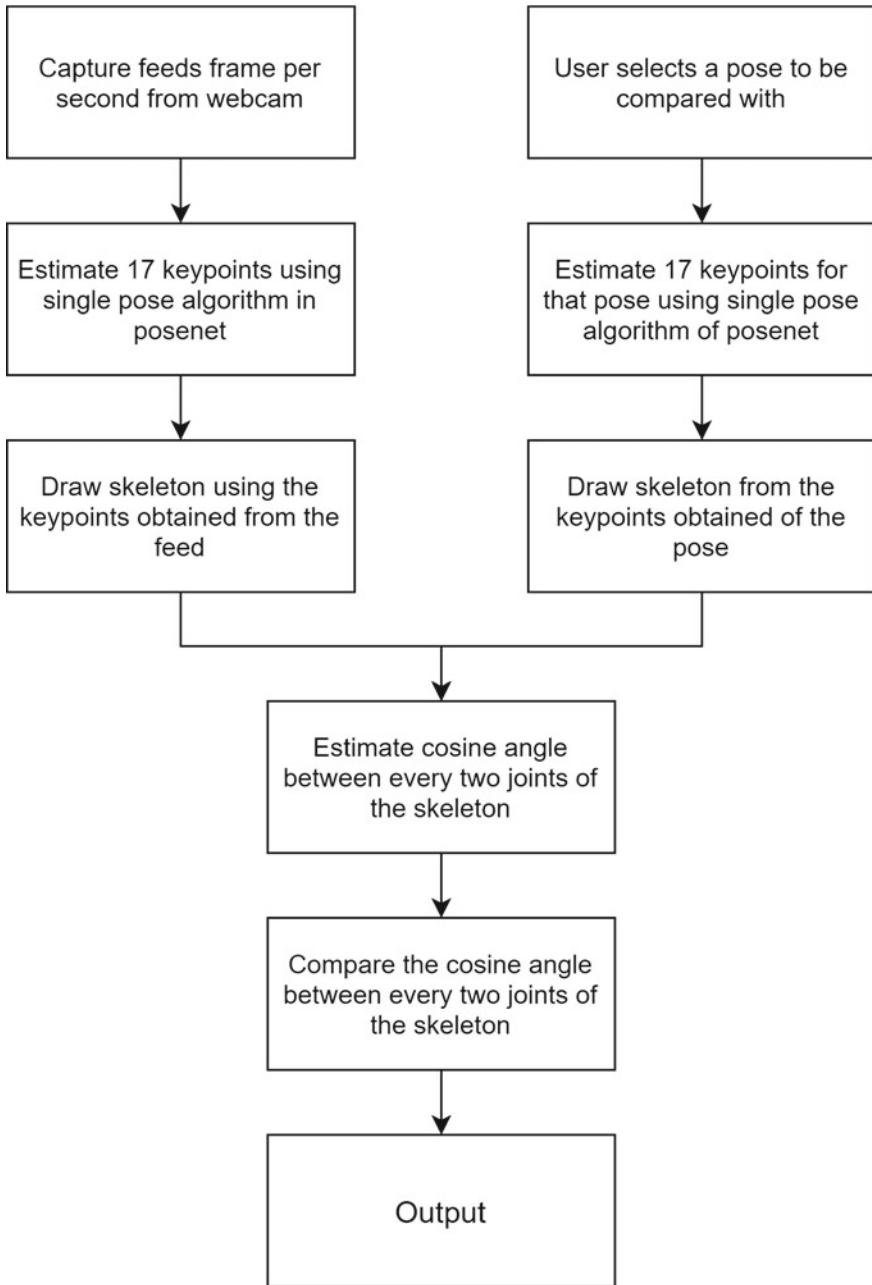 Capture feeds frame per
second from webcam
User selects a pose to be
compared with
Estimate 17 keypoints using
single pose algorithm in
posenet
Estimate 17 keypoints for
that pose using single pose
algorithm of posenet
Draw skeleton using the
keypoints obtained from the
feed
Draw skeleton from the
keypoints obtained of the
pose
Estimate cosine angle
between every two joints of
the skeleton
Compare the cosine angle
between every two joints of
the skeleton
Output